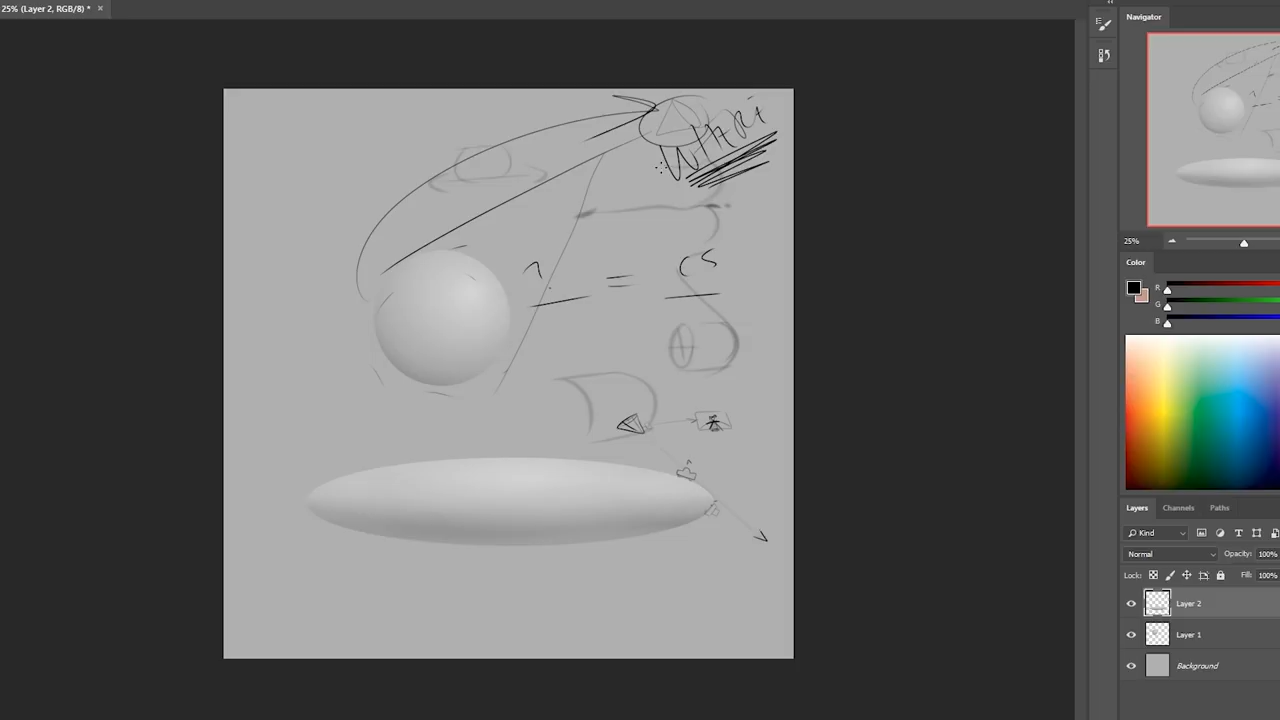 25% (Layer 2, RGB/8) * ×
Navigator
25%
Color
R
G
B
Layers Channels Paths
Kind
Normal Opacity: 100%
Lock: Fill: 100%
Layer 2
Layer 1
Background